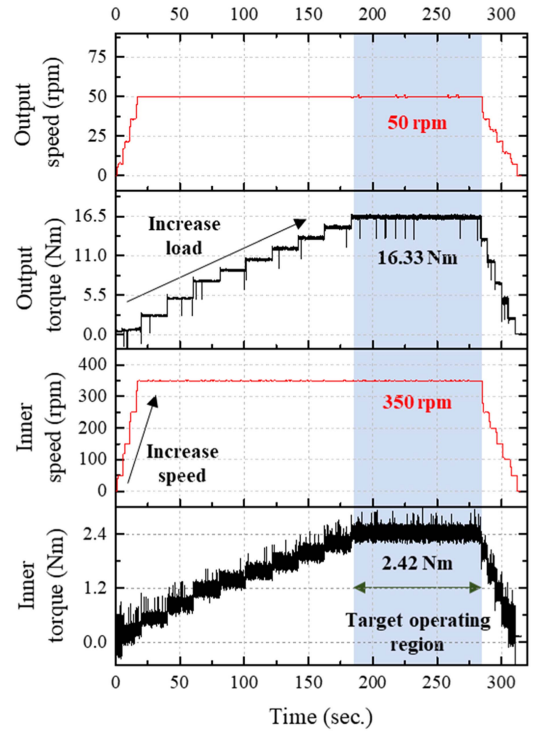 0 50 100 150 200 250 300
Output
speed (rpm)
75
50
25
0
50 rpm
Output
torque (Nm)
16.5
11.0
5.5
0.0
Increase
load
16.33 Nm
Inner
speed (rpm)
400
300
200
100
0
350 rpm
Increase
speed
Inner
torque (Nm)
2.4
1.2
0.0
2.42 Nm
Target operating
region
0 50 100 150 200 250 300
Time (sec.)